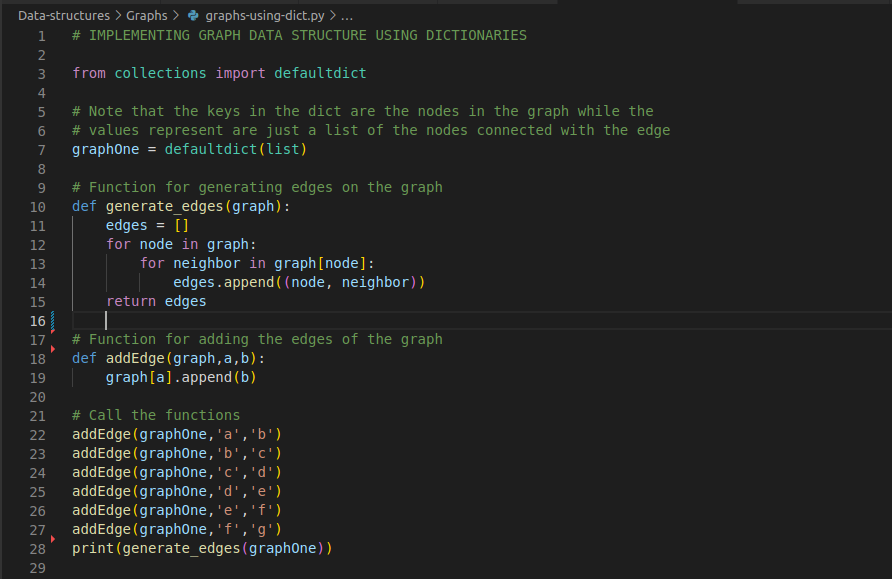 Data-structures > Graphs > graphs-using-dict.py > ...
1 # IMPLEMENTING GRAPH DATA STRUCTURE USING DICTIONARIES
2
3 from collections import defaultdict
4
5 # Note that the keys in the dict are the nodes in the graph while the
6 # values represent are just a list of the nodes connected with the edge
7 graphOne = defaultdict(list)
8
9 # Function for generating edges on the graph
10 def generate_edges(graph):
11     edges = []
12     for node in graph:
13         for neighbor in graph[node]:
14             edges.append((node, neighbor))
15     return edges
16
17 # Function for adding the edges of the graph
18 def addEdge(graph,a,b):
19     graph[a].append(b)
20
21 # Call the functions
22 addEdge(graphOne,'a','b')
23 addEdge(graphOne,'b','c')
24 addEdge(graphOne,'c','d')
25 addEdge(graphOne,'d','e')
26 addEdge(graphOne,'e','f')
27 addEdge(graphOne,'f','g')
28 print(generate_edges(graphOne))
29